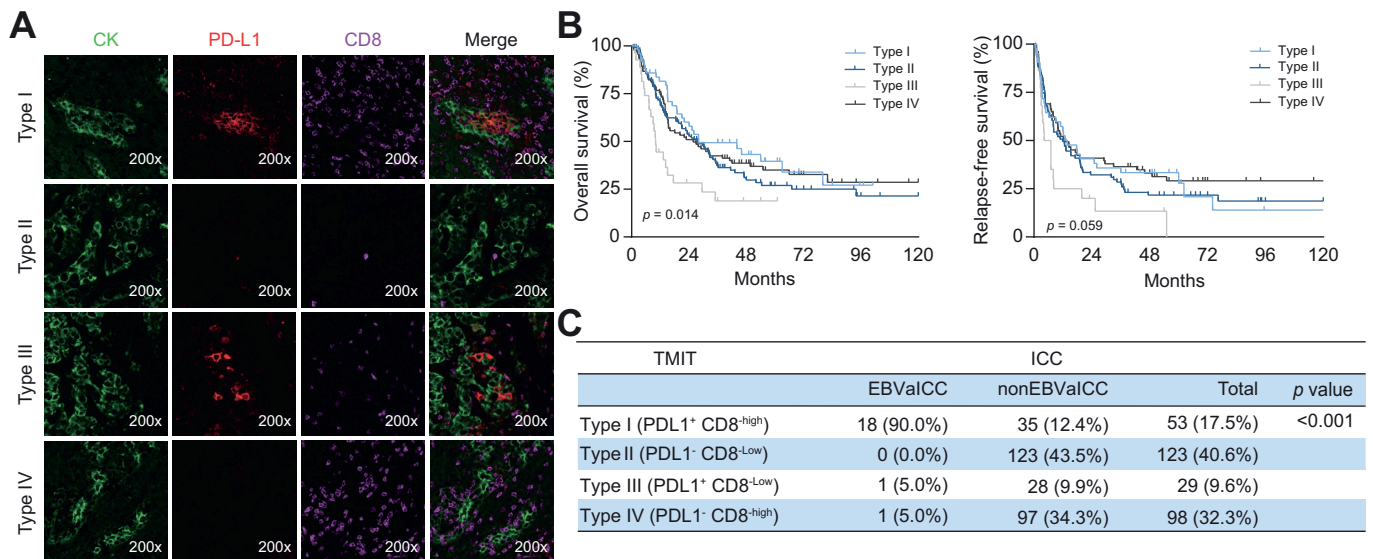 A
CK PD-L1 CD8 Merge
Type I
200x 200x 200x 200x
Type II
200x 200x 200x 200x
Type III
200x 200x 200x 200x
Type IV
200x 200x 200x 200x
B
Overall survival (%)
100
75
50
25
0
Type I
Type II
Type III
Type IV
p = 0.014
0 24 48 72 96 120
Months
Relapse-free survival (%)
100
75
50
25
0
Type I
Type II
Type III
Type IV
p = 0.059
0 24 48 72 96 120
Months
C
TMIT ICC
EBVaICC nonEBVaICC Total p value
Type I (PDL1⁺ CD8⁻ʰⁱᵍʰ) 18 (90.0%) 35 (12.4%) 53 (17.5%) <0.001
Type II (PDL1⁻ CD8⁻ᴸᵒʷ) 0 (0.0%) 123 (43.5%) 123 (40.6%)
Type III (PDL1⁺ CD8⁻ᴸᵒʷ) 1 (5.0%) 28 (9.9%) 29 (9.6%)
Type IV (PDL1⁻ CD8⁻ʰⁱᵍʰ) 1 (5.0%) 97 (34.3%) 98 (32.3%)